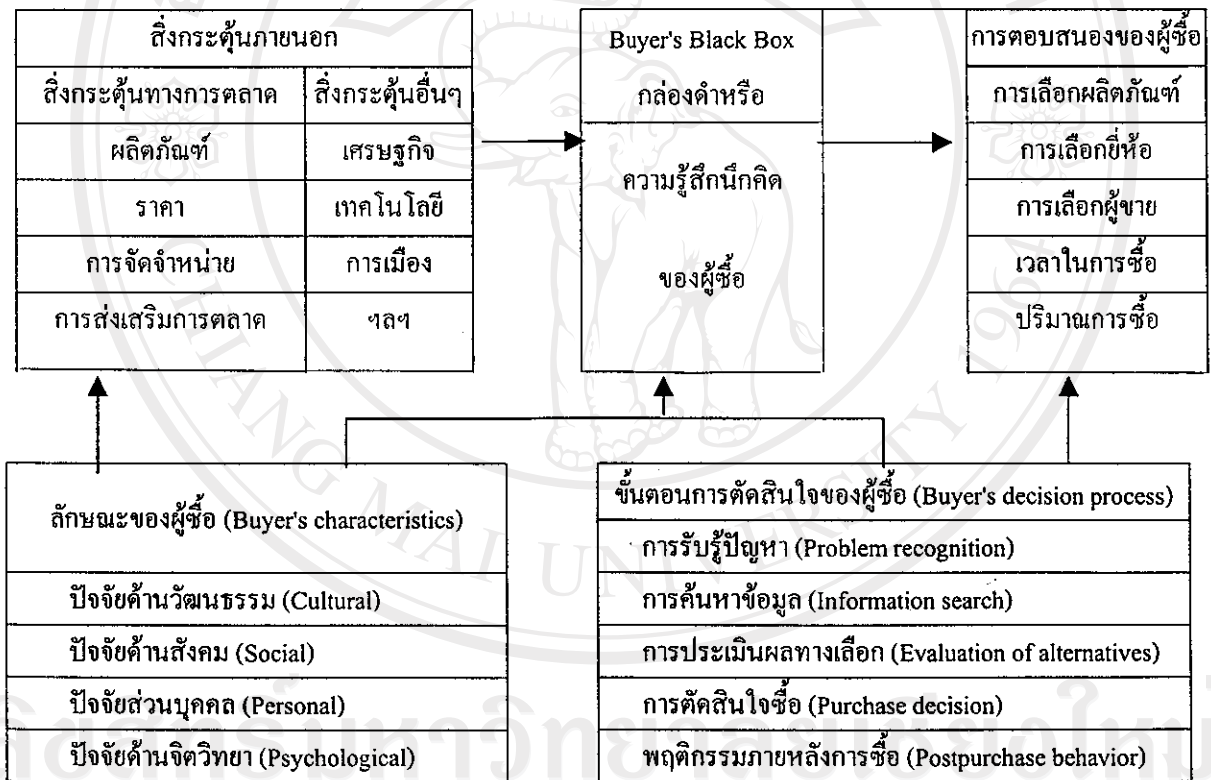 สิ่งกระตุ้นภายนอก
สิ่งกระตุ้นทางการตลาด สิ่งกระตุ้นอื่นๆ
ผลิตภัณฑ์ เศรษฐกิจ
ราคา เทคโนโลยี
การจัดจำหน่าย การเมือง
การส่งเสริมการตลาด ฯลฯ
Buyer's Black Box
กล่องดำหรือ
ความรู้สึกนึกคิด
ของผู้ซื้อ
การตอบสนองของผู้ซื้อ
การเลือกผลิตภัณฑ์
การเลือกยี่ห้อ
การเลือกผู้ขาย
เวลาในการซื้อ
ปริมาณการซื้อ
ลักษณะของผู้ซื้อ (Buyer's characteristics)
ปัจจัยด้านวัฒนธรรม (Cultural)
ปัจจัยด้านสังคม (Social)
ปัจจัยส่วนบุคคล (Personal)
ปัจจัยด้านจิตวิทยา (Psychological)
ขั้นตอนการตัดสินใจของผู้ซื้อ (Buyer's decision process)
การรับรู้ปัญหา (Problem recognition)
การค้นหาข้อมูล (Information search)
การประเมินผลทางเลือก (Evaluation of alternatives)
การตัดสินใจซื้อ (Purchase decision)
พฤติกรรมภายหลังการซื้อ (Postpurchase behavior)
CHIANG MAI UNIVERSITY 1964